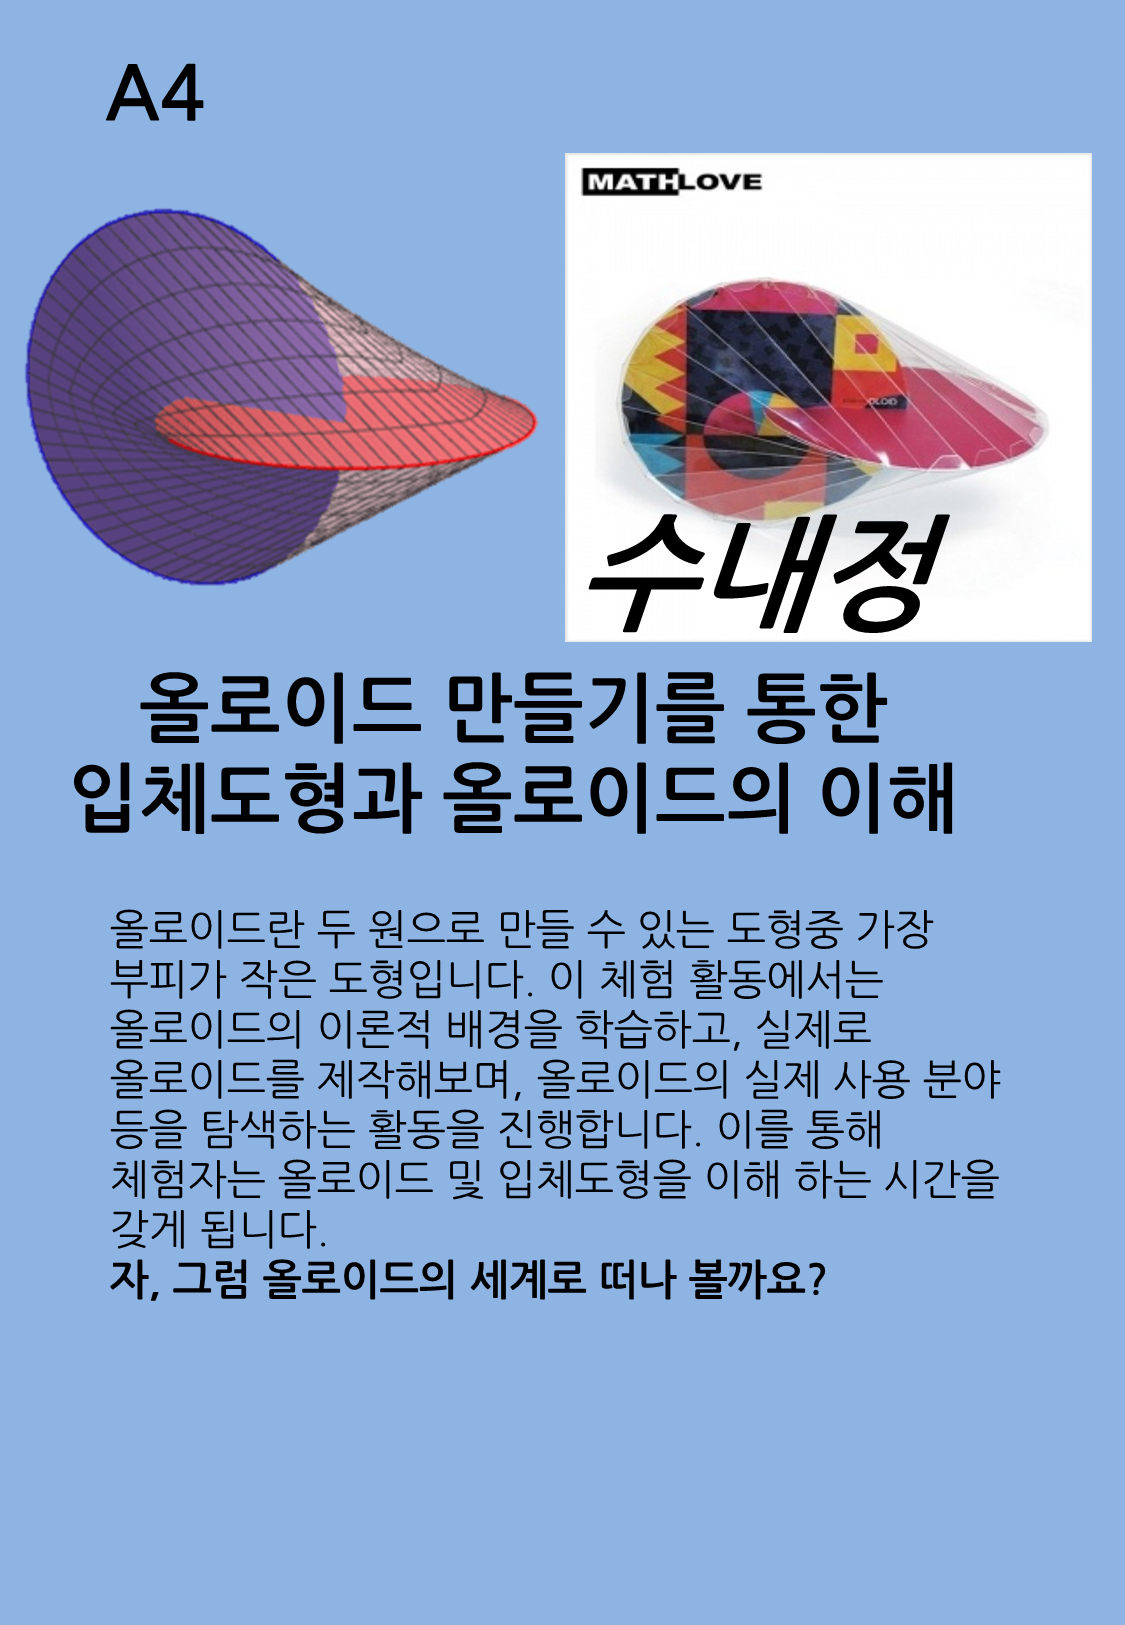 A4
MATHLOVE
OLOID
수내정
올로이드 만들기를 통한
입체도형과 올로이드의 이해
올로이드란 두 원으로 만들 수 있는 도형중 가장
부피가 작은 도형입니다. 이 체험 활동에서는
올로이드의 이론적 배경을 학습하고, 실제로
올로이드를 제작해보며, 올로이드의 실제 사용 분야
등을 탐색하는 활동을 진행합니다. 이를 통해
체험자는 올로이드 및 입체도형을 이해 하는 시간을
갖게 됩니다.
자, 그럼 올로이드의 세계로 떠나 볼까요?